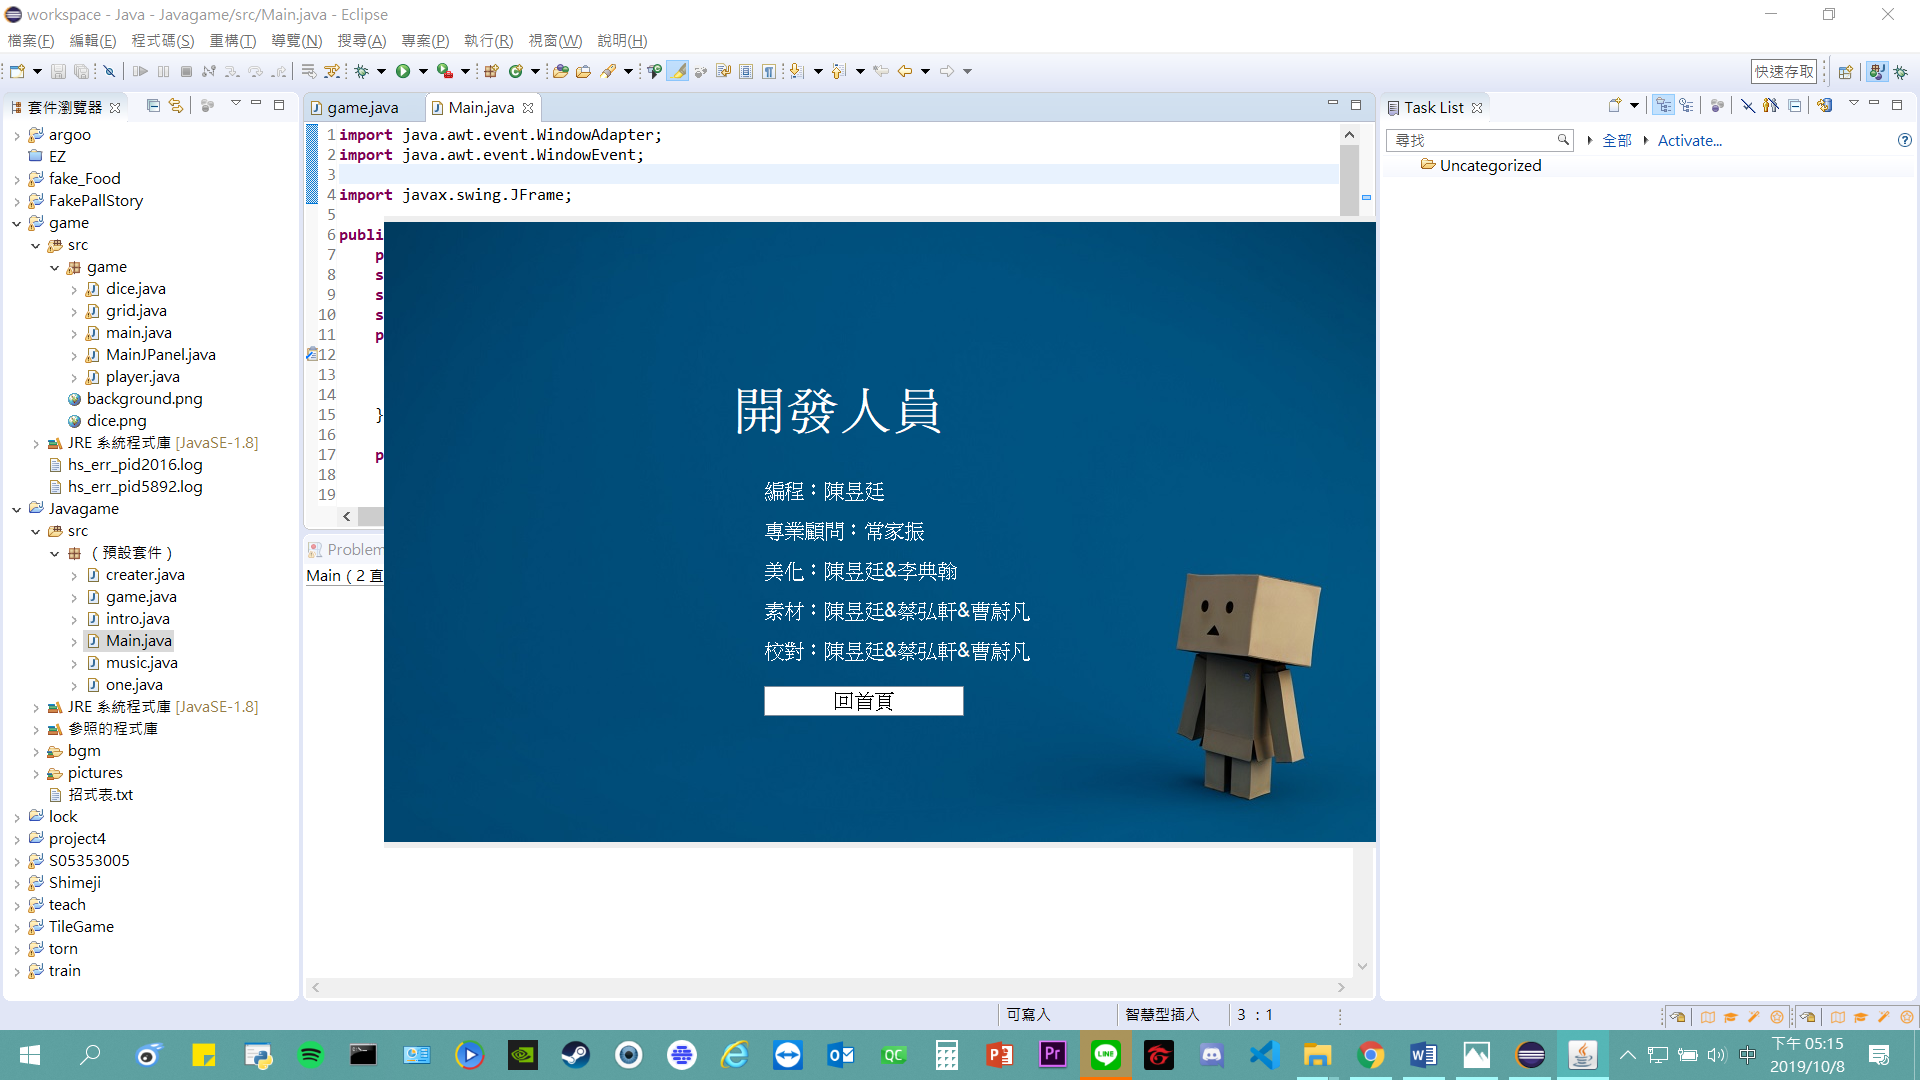 workspace - Java - Javagame/src/Main.java - Eclipse
檔案(F) 編輯(E) 程式碼(S) 重構(T) 導覽(N) 搜尋(A) 專案(P) 執行(R) 視窗(W) 說明(H)
快速存取
套件瀏覽器
argoo
EZ
fake_Food
FakePallStory
game
src
game
dice.java
grid.java
main.java
MainJPanel.java
player.java
background.png
dice.png
JRE 系統程式庫 [JavaSE-1.8]
hs_err_pid2016.log
hs_err_pid5892.log
Javagame
src
（預設套件）
creater.java
game.java
intro.java
Main.java
music.java
one.java
JRE 系統程式庫 [JavaSE-1.8]
參照的程式庫
bgm
pictures
招式表.txt
lock
project4
S05353005
Shimeji
teach
TileGame
torn
train
game.java Main.java
1 import java.awt.event.WindowAdapter;
2 import java.awt.event.WindowEvent;
3
4 import javax.swing.JFrame;
5
6 publi
7 p
8 s
9 s
10 s
11 p
12
13
14
15 }
16
17 p
18
19
Problem
Main ( 2 直
開發人員
編程：陳昱廷
專業顧問：常家振
美化：陳昱廷&李典翰
素材：陳昱廷&蔡弘軒&曹蔚凡
校對：陳昱廷&蔡弘軒&曹蔚凡
回首頁
Task List
尋找 全部 Activate...
Uncategorized
可寫入 智慧型插入 3 : 1
QC
LINE
中
下午 05:15
2019/10/8